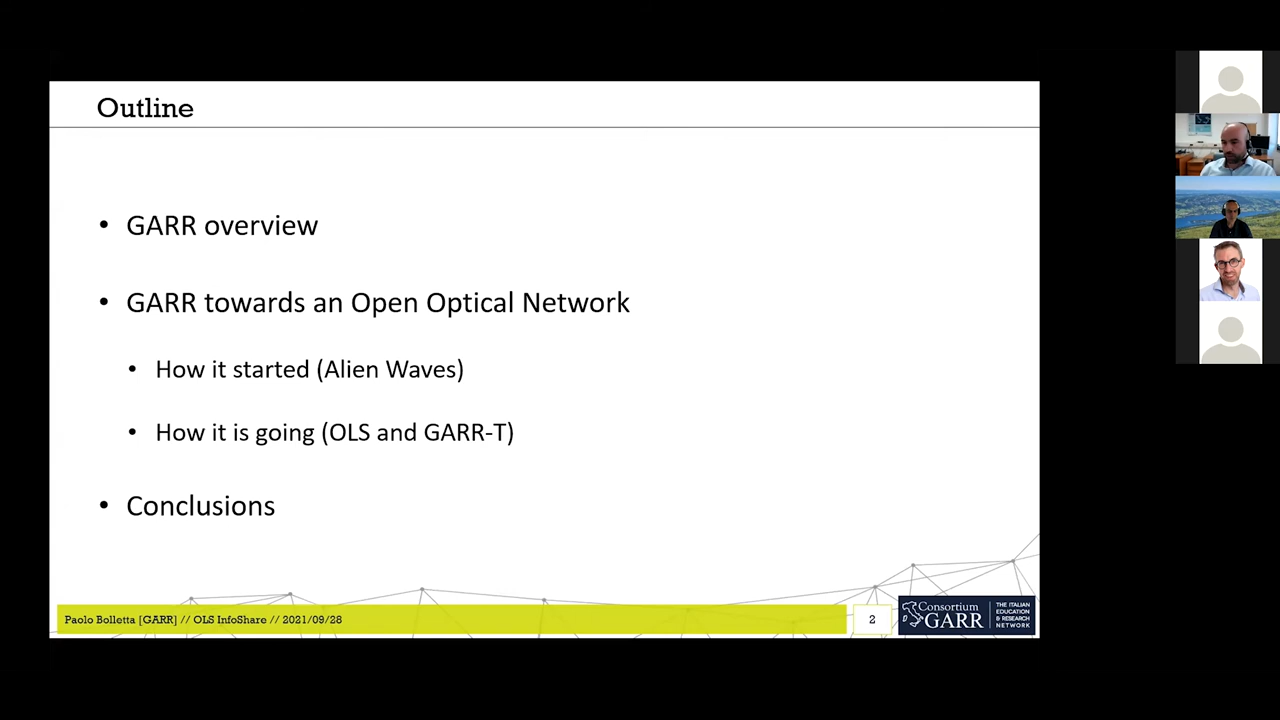 Outline
• GARR overview
• GARR towards an Open Optical Network
• How it started (Alien Waves)
• How it is going (OLS and GARR-T)
• Conclusions
Paolo Bolletta [GARR] // OLS InfoShare // 2021/09/28
2
Consortium
GARR
THE ITALIAN
EDUCATION
& RESEARCH
NETWORK